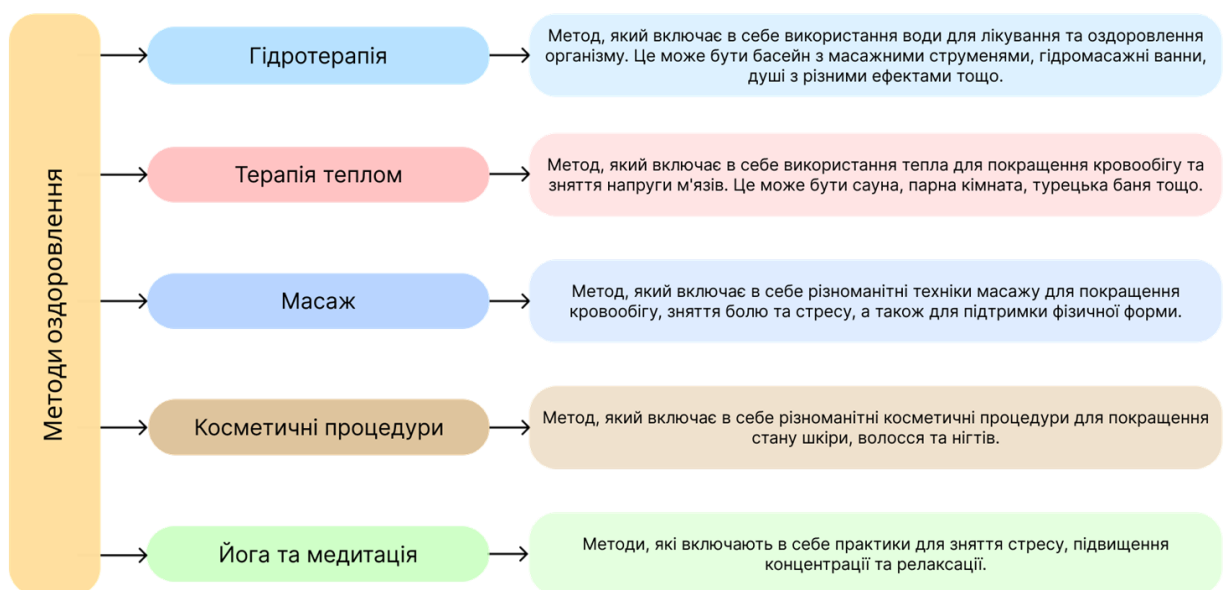 Методи оздоровлення
Гідротерапія
Метод, який включає в себе використання води для лікування та оздоровлення
організму. Це може бути басейн з масажними струменями, гідромасажні ванни,
душі з різними ефектами тощо.
Терапія теплом
Метод, який включає в себе використання тепла для покращення кровообігу та
зняття напруги м'язів. Це може бути сауна, парна кімната, турецька баня тощо.
Масаж
Метод, який включає в себе різноманітні техніки масажу для покращення
кровообігу, зняття болю та стресу, а також для підтримки фізичної форми.
Косметичні процедури
Метод, який включає в себе різноманітні косметичні процедури для покращення
стану шкіри, волосся та нігтів.
Йога та медитація
Методи, які включають в себе практики для зняття стресу, підвищення
концентрації та релаксації.